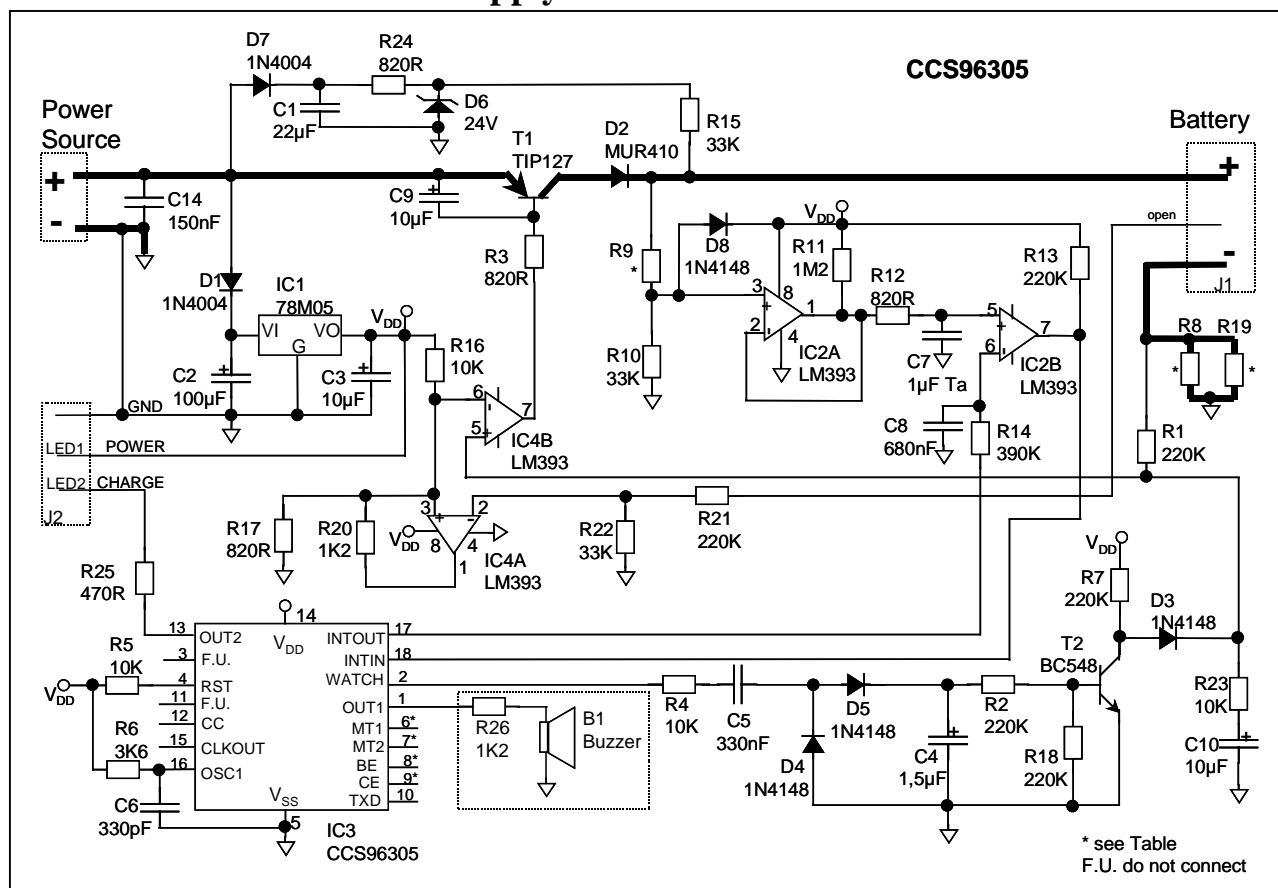 pply
CCS96305
D7
1N4004
R24
820R
C1
22µF
D6
24V
Power
Source
+
-
C14
150nF
T1
TIP127
C9
10µF
D2
MUR410
R15
33K
Battery
+
open
-
J1
R3
820R
D1
1N4004
IC1
78M05
VI
VO
G
VDD
C2
100µF
C3
10µF
R16
10K
R9
*
R10
33K
D8
1N4148
VDD
R11
1M2
R12
820R
R13
220K
3
+
8
1
2
-
4
IC2A
LM393
C7
1µF Ta
5
+
7
6
-
IC2B
LM393
R8
*
R19
*
C8
680nF
R14
390K
R1
220K
6
-
7
5
+
IC4B
LM393
GND
LED1
POWER
LED2
CHARGE
J2
R17
820R
R20
1K2
3
+
-
2
VDD
8
4
1
IC4A
LM393
R22
33K
R21
220K
R25
470R
VDD
R7
220K
D3
1N4148
T2
BC548
14
VDD
13
OUT2
3
F.U.
4
RST
11
F.U.
12
CC
15
CLKOUT
16
OSC1
VSS
5
INTOUT
17
INTIN
18
WATCH
2
OUT1
1
MT1
6*
MT2
7*
BE
8*
CE
9*
TXD
10
IC3
CCS96305
R5
10K
VDD
R6
3K6
C6
330pF
R26
1K2
B1
Buzzer
R4
10K
C5
330nF
D5
1N4148
D4
1N4148
C4
1,5µF
R2
220K
R18
220K
R23
10K
C10
10µF
* see Table
F.U. do not connect